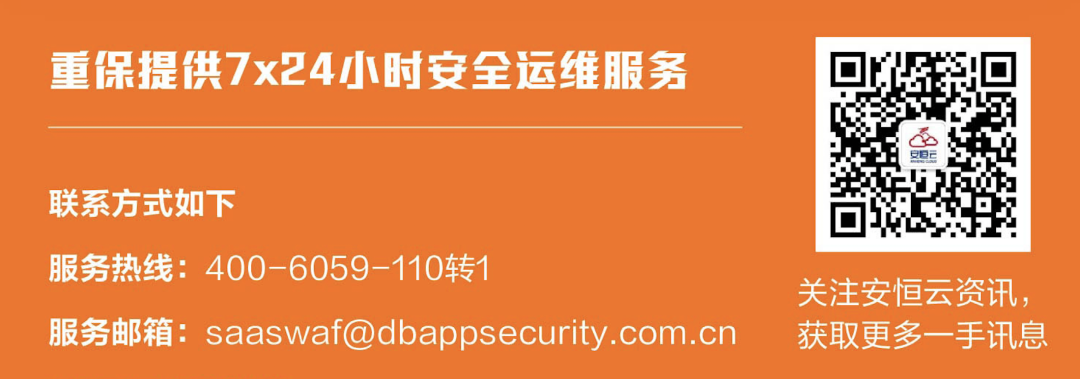 重保提供7x24小时安全运维服务
联系方式如下
服务热线：400-6059-110转1
服务邮箱：saaswaf@dbappsecurity.com.cn
安恒云
关注安恒云资讯，
获取更多一手讯息